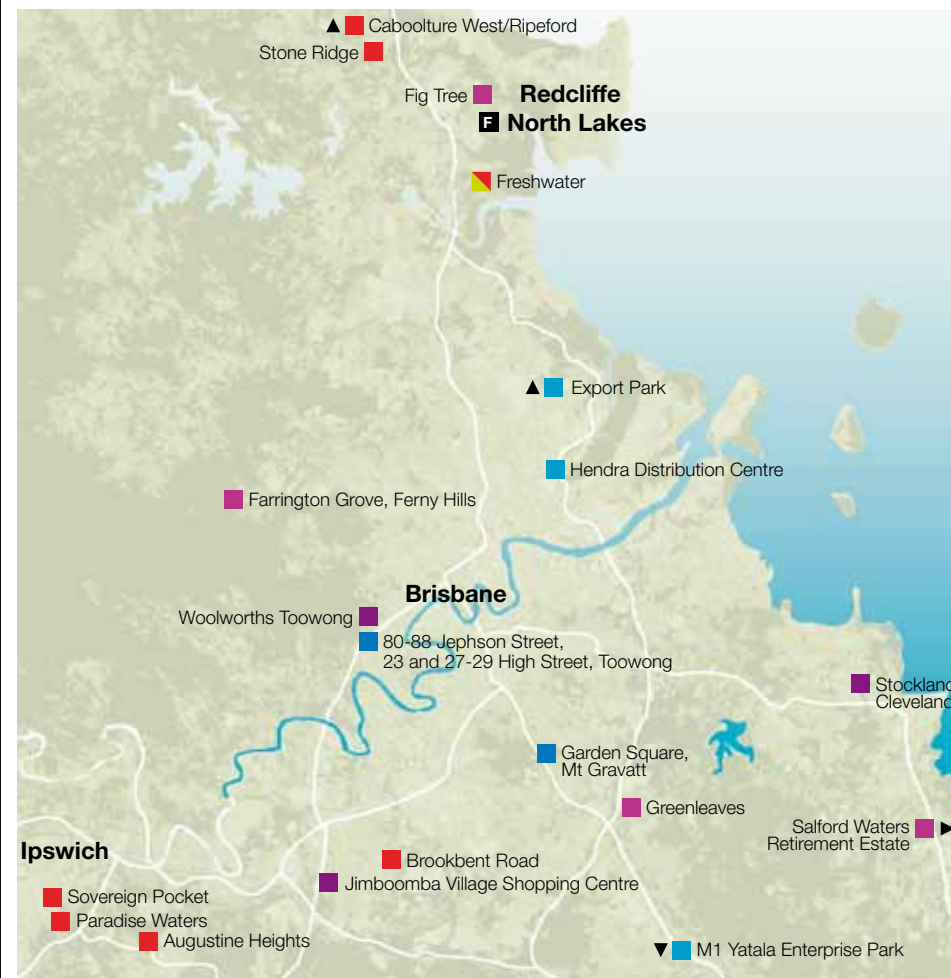 ▲ Caboolture West/Ripeford
Stone Ridge
Fig Tree
Redcliffe
F North Lakes
Freshwater
▲ Export Park
Hendra Distribution Centre
Farrington Grove, Ferny Hills
Brisbane
Woolworths Toowong
80-88 Jephson Street,
23 and 27-29 High Street, Toowong
Stockland
Cleveland
Garden Square,
Mt Gravatt
Greenleaves
Salford Waters ►
Retirement Estate
Ipswich
Brookbent Road
Jimboomba Village Shopping Centre
Sovereign Pocket
Paradise Waters
Augustine Heights
▼ M1 Yatala Enterprise Park